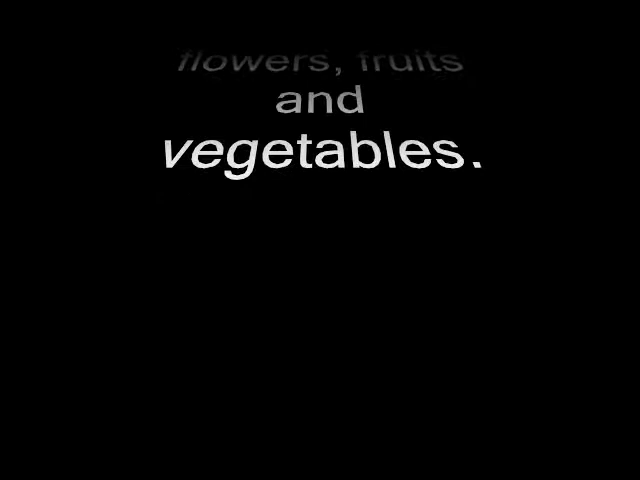 flowers, fruits
and
vegetables.